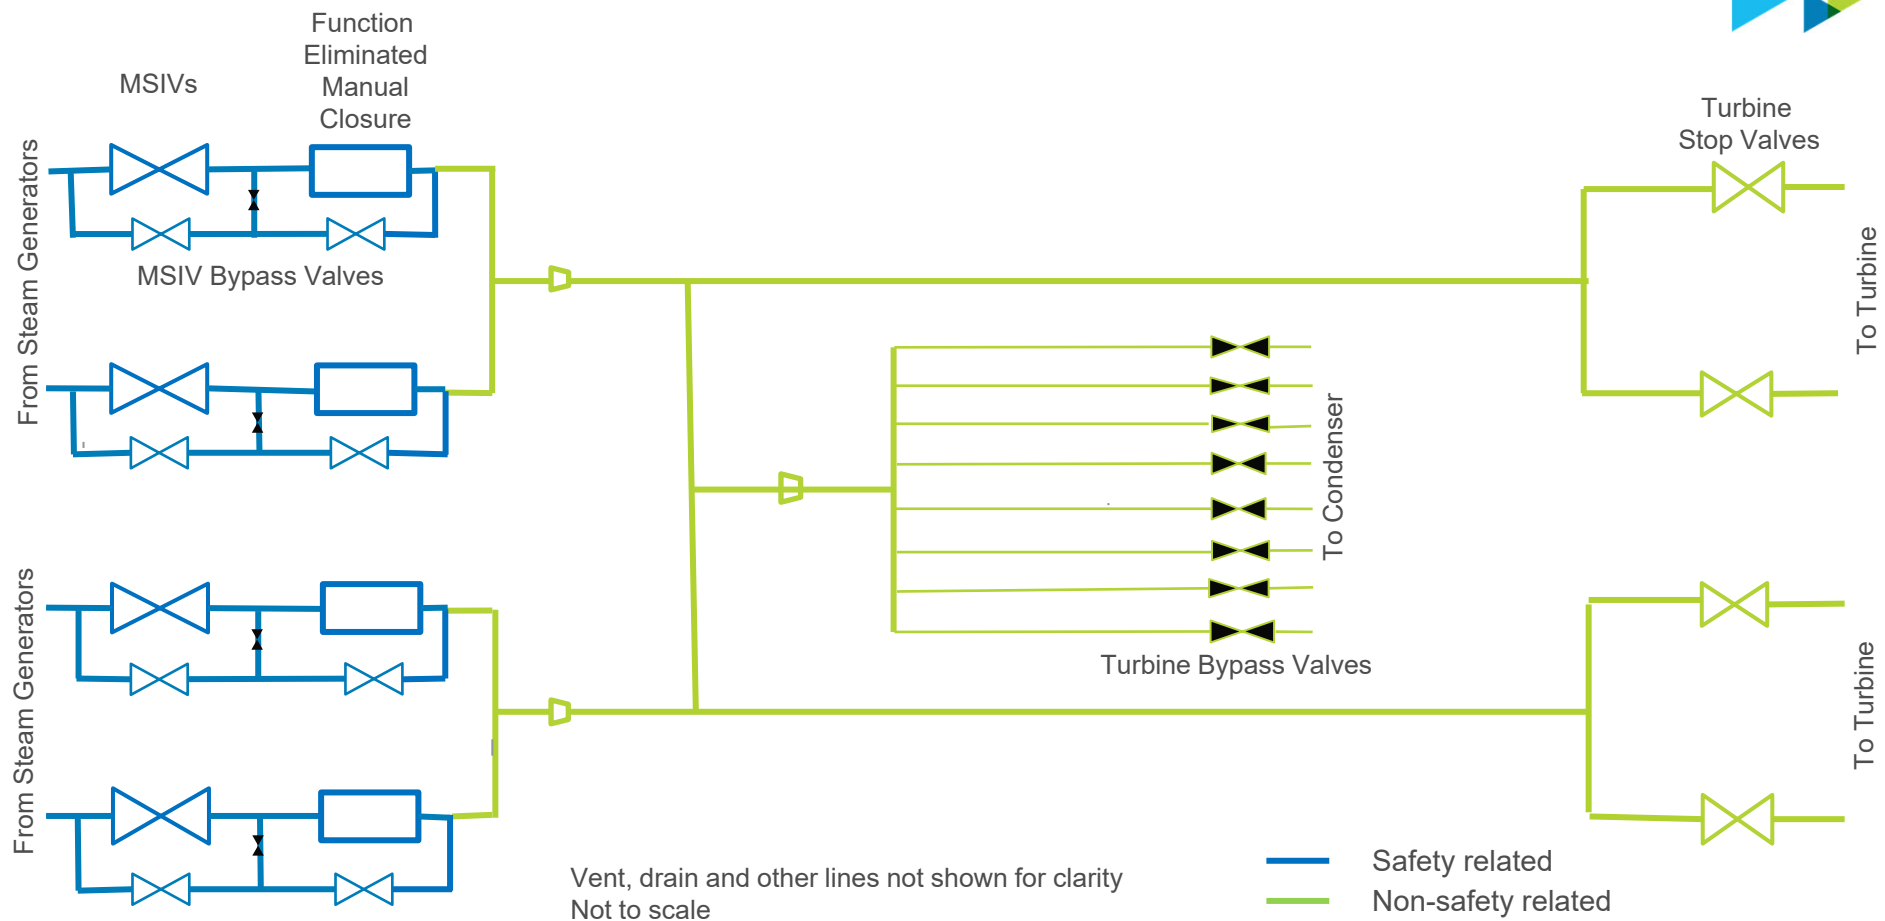 Function
Eliminated
Manual
Closure
MSIVs
Turbine
Stop Valves
From Steam Generators
MSIV Bypass Valves
To Turbine
To Condenser
Turbine Bypass Valves
From Steam Generators
To Turbine
Vent, drain and other lines not shown for clarity
Not to scale
Safety related
Non-safety related